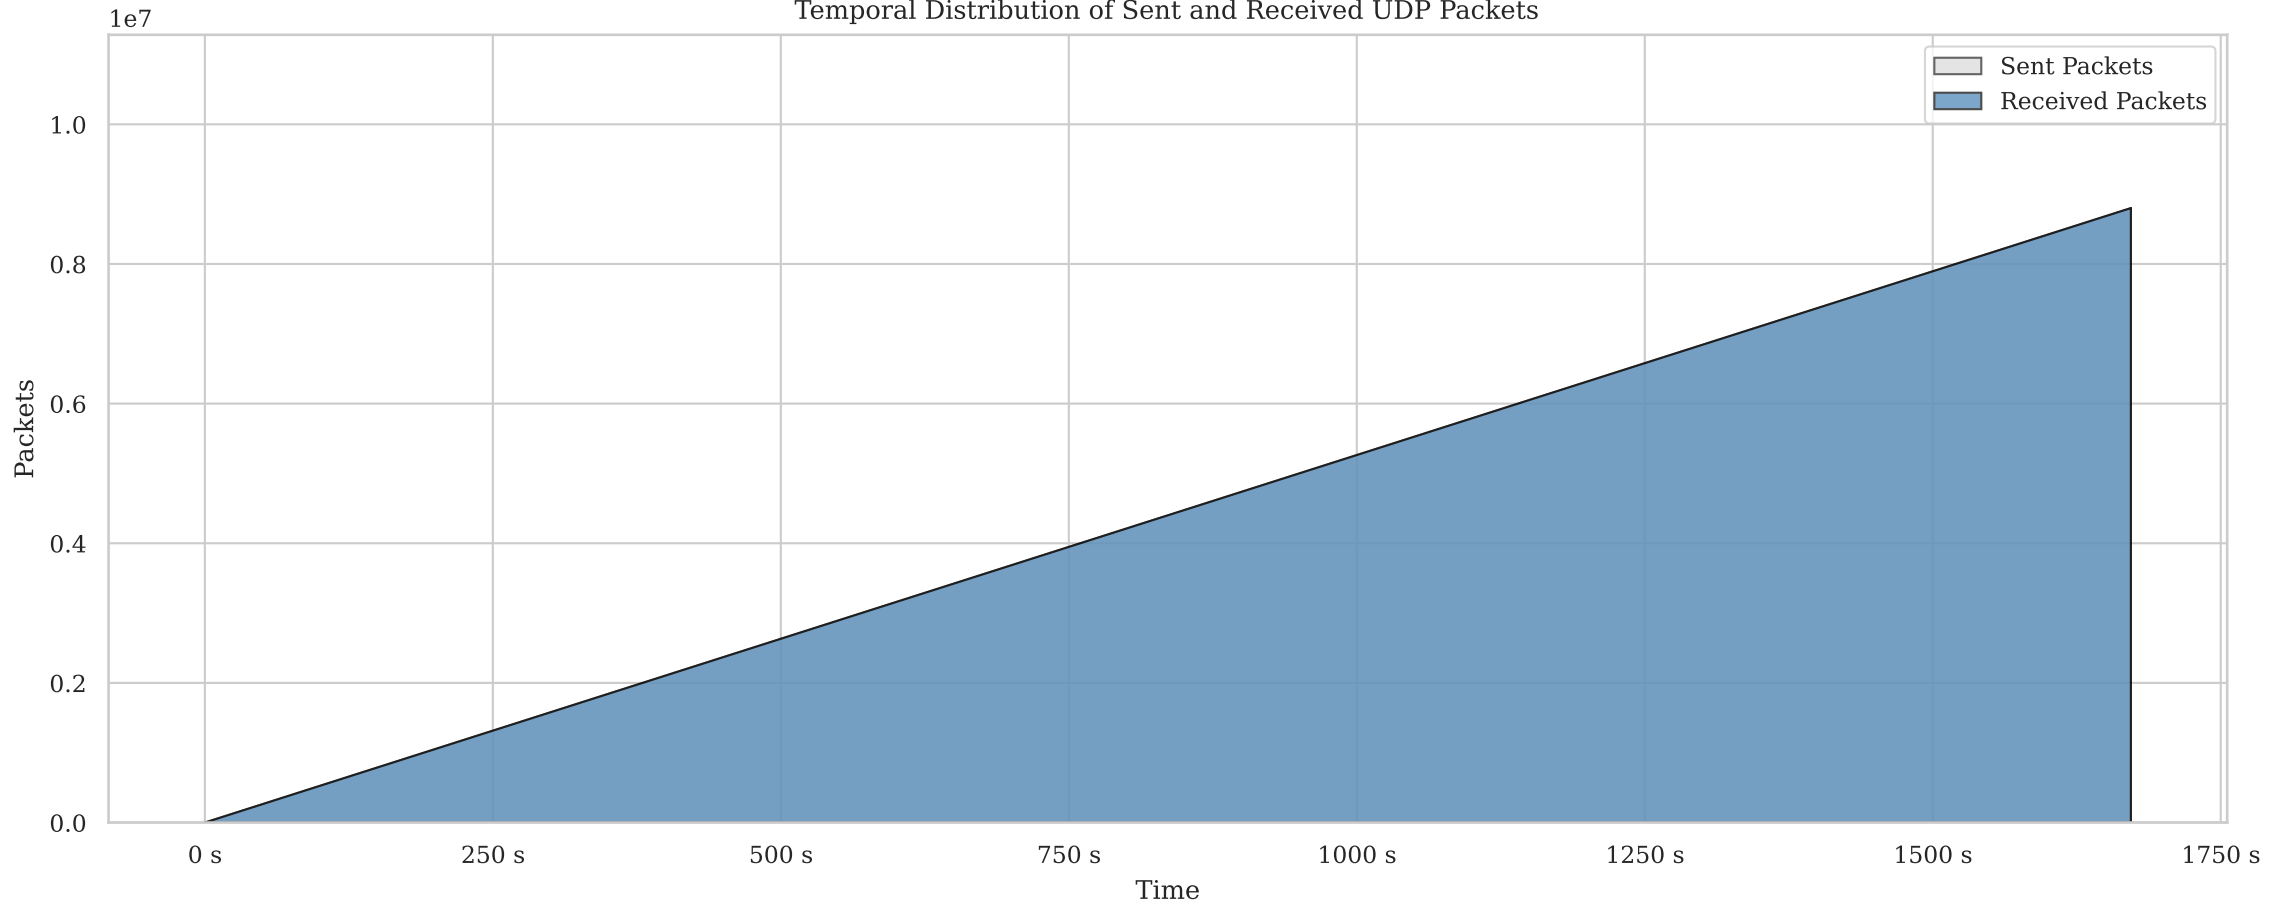 Temporal Distribution of Sent and Received UDP Packets
1e7
Sent Packets
Received Packets
1.0
0.8
0.6
0.4
0.2
0.0
Packets
0 s 250 s 500 s 750 s 1000 s 1250 s 1500 s 1750 s
Time